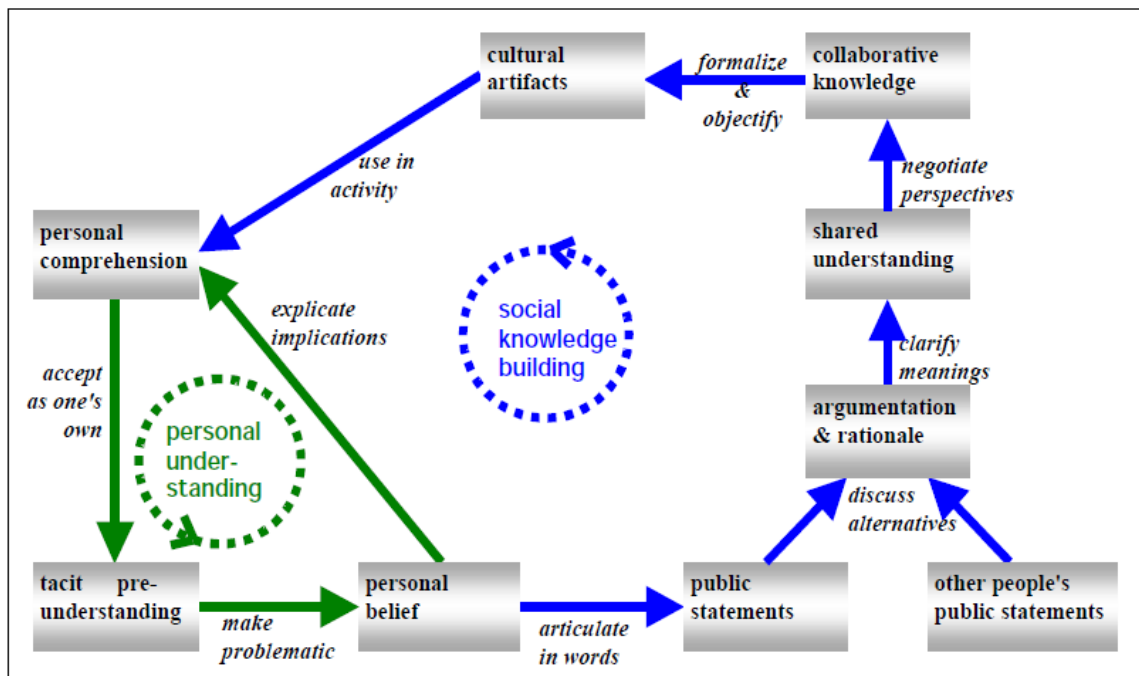 cultural
artifacts
formalize
&
objectify
collaborative
knowledge
use in
activity
negotiate
perspectives
personal
comprehension
shared
understanding
explicate
implications
social
knowledge
building
clarify
meanings
accept
as one's
own
personal
under-
standing
argumentation
& rationale
discuss
alternatives
tacit pre-
understanding
make
problematic
personal
belief
articulate
in words
public
statements
other people's
public statements